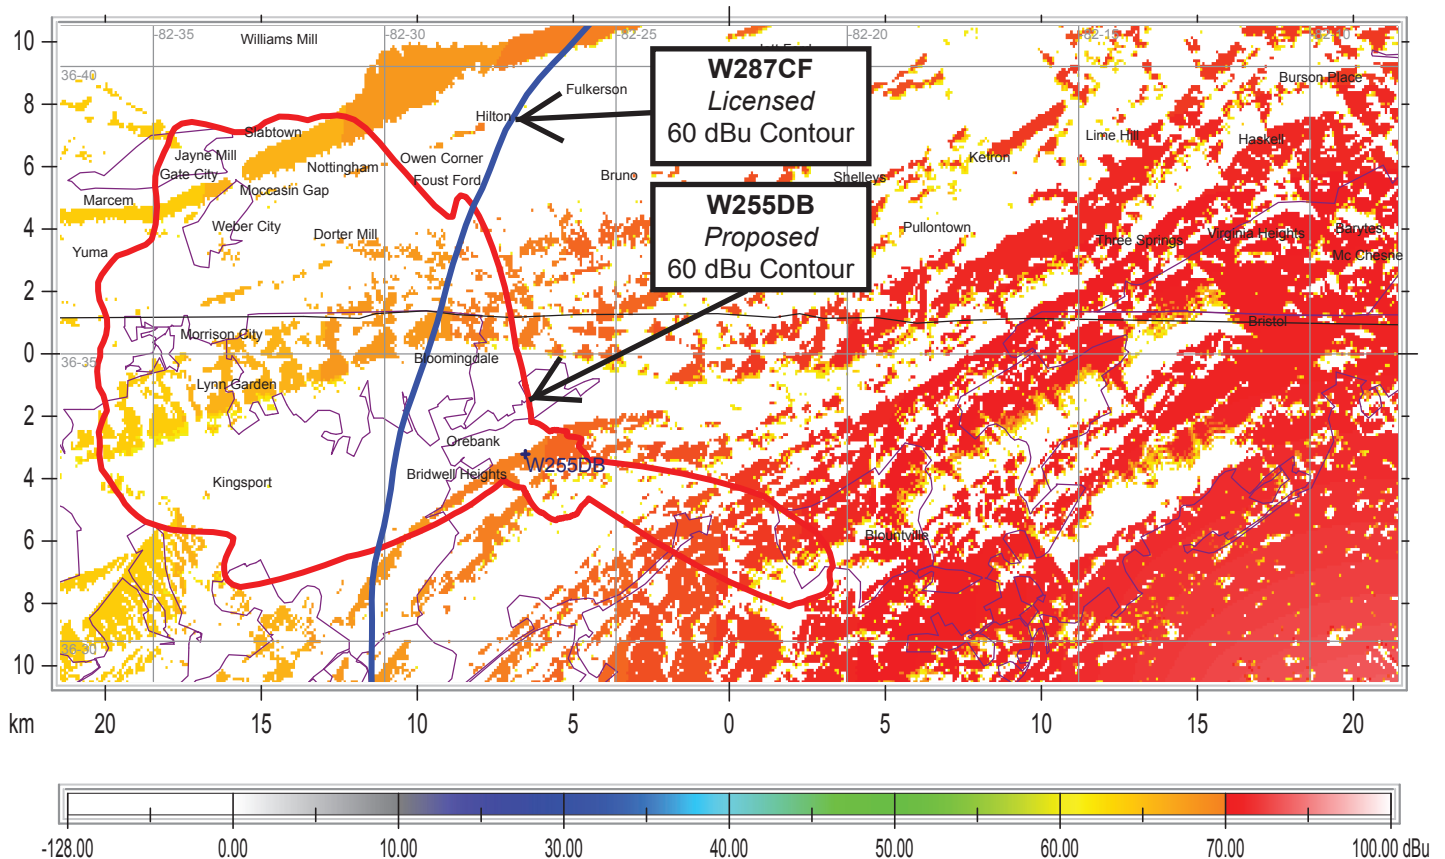 10
8
6
4
2
0
2
4
6
8
10
-82-35
-82-30
-82-25
-82-20
36-40
36-35
36-30
Williams Mill
Fulkerson
Hilton
Burson Place
Slabtown
Lime Hill
Haskell
Jayne Mill
Gate City
Nottingham
Owen Corner
Foust Ford
Bruno
Ketron
Shelleys
Marcem
Moccasin Gap
Weber City
Dorter Mill
Pullontown
Three Springs
Virginia Heights
Barytes
Mc Chesne
Yuma
Morrison City
Bloomingdale
Bristol
Lynn Garden
Orebank
W255DB
Bridwell Heights
Kingsport
Blountville
W287CF
Licensed
60 dBu Contour
W255DB
Proposed
60 dBu Contour
km
20
15
10
5
0
5
10
15
20
-128.00
0.00
10.00
20.00
30.00
40.00
50.00
60.00
70.00
100.00 dBu